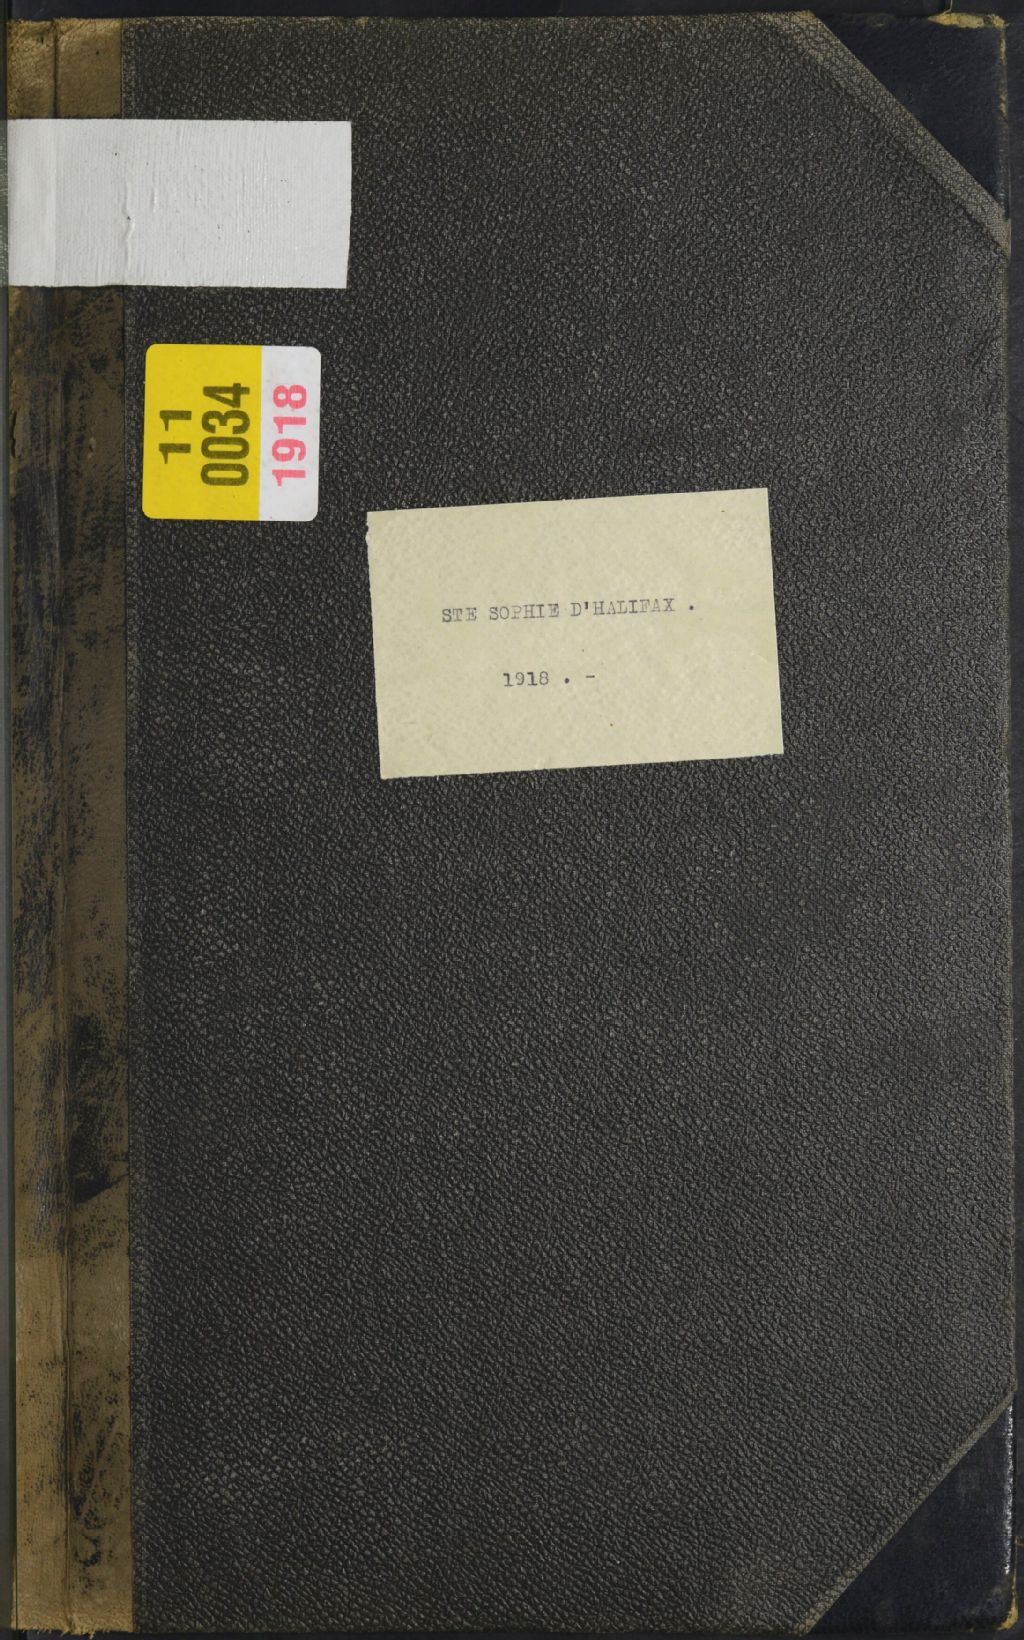 11
0034
1918
STE SOPHIE D'HALIFAX .
1918 . -